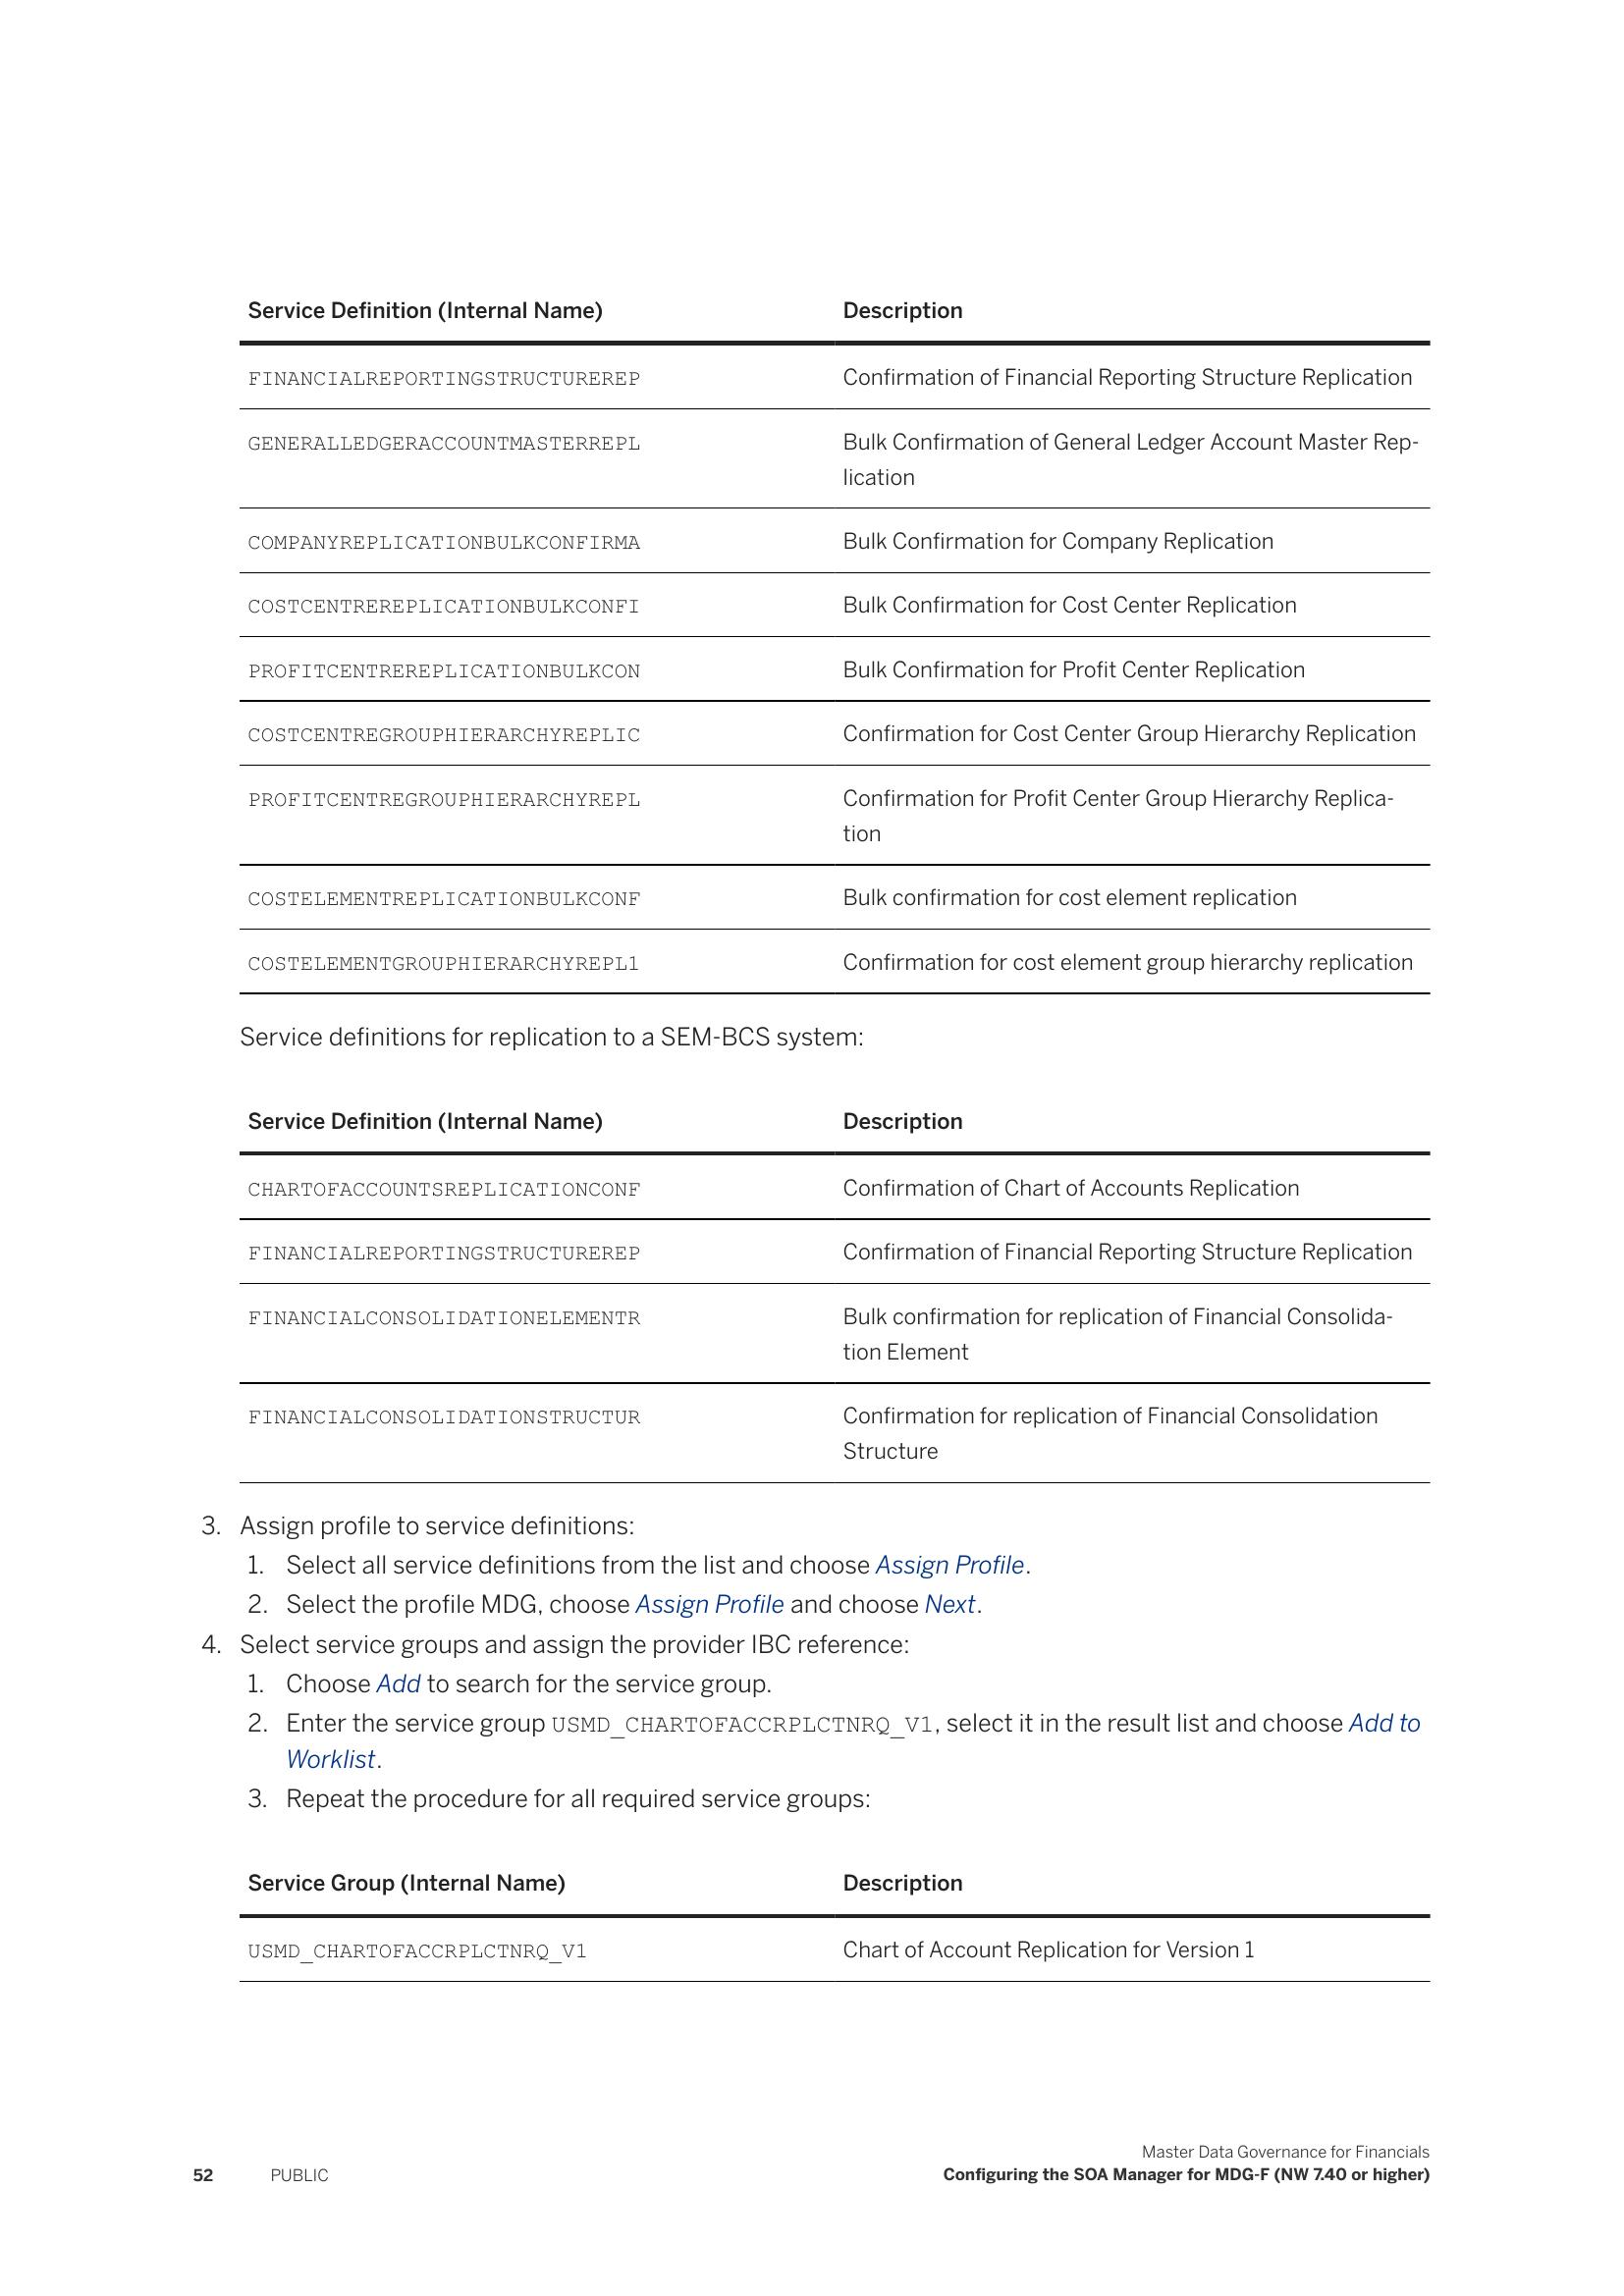 Service Definition (Internal Name) Description
FINANCIALREPORTINGSTRUCTUREREP Confirmation of Financial Reporting Structure Replication
GENERALLEDGERACCOUNTMASTERREPL Bulk Confirmation of General Ledger Account Master Rep-
lication
COMPANYREPLICATIONBULKCONFIRMA Bulk Confirmation for Company Replication
COSTCENTREREPLICATIONBULKCONFI Bulk Confirmation for Cost Center Replication
PROFITCENTREREPLICATIONBULKCON Bulk Confirmation for Profit Center Replication
COSTCENTREGROUPHIERARCHYREPLIC Confirmation for Cost Center Group Hierarchy Replication
PROFITCENTREGROUPHIERARCHYREPL Confirmation for Profit Center Group Hierarchy Replica-
tion
COSTELEMENTREPLICATIONBULKCONF Bulk confirmation for cost element replication
COSTELEMENTGROUPHIERARCHYREPL1 Confirmation for cost element group hierarchy replication
Service definitions for replication to a SEM-BCS system:
Service Definition (Internal Name) Description
CHARTOFACCOUNTSREPLICATIONCONF Confirmation of Chart of Accounts Replication
FINANCIALREPORTINGSTRUCTUREREP Confirmation of Financial Reporting Structure Replication
FINANCIALCONSOLIDATIONELEMENTR Bulk confirmation for replication of Financial Consolida-
tion Element
FINANCIALCONSOLIDATIONSTRUCTUR Confirmation for replication of Financial Consolidation
Structure
3. Assign profile to service definitions:
1. Select all service definitions from the list and choose Assign Profile.
2. Select the profile MDG, choose Assign Profile and choose Next.
4. Select service groups and assign the provider IBC reference:
1. Choose Add to search for the service group.
2. Enter the service group USMD_CHARTOFACCRPLCTNRQ_V1, select it in the result list and choose Add to
Worklist.
3. Repeat the procedure for all required service groups:
Service Group (Internal Name) Description
USMD_CHARTOFACCRPLCTNRQ_V1 Chart of Account Replication for Version 1
Master Data Governance for Financials
52 PUBLIC Configuring the SOA Manager for MDG-F (NW 7.40 or higher)